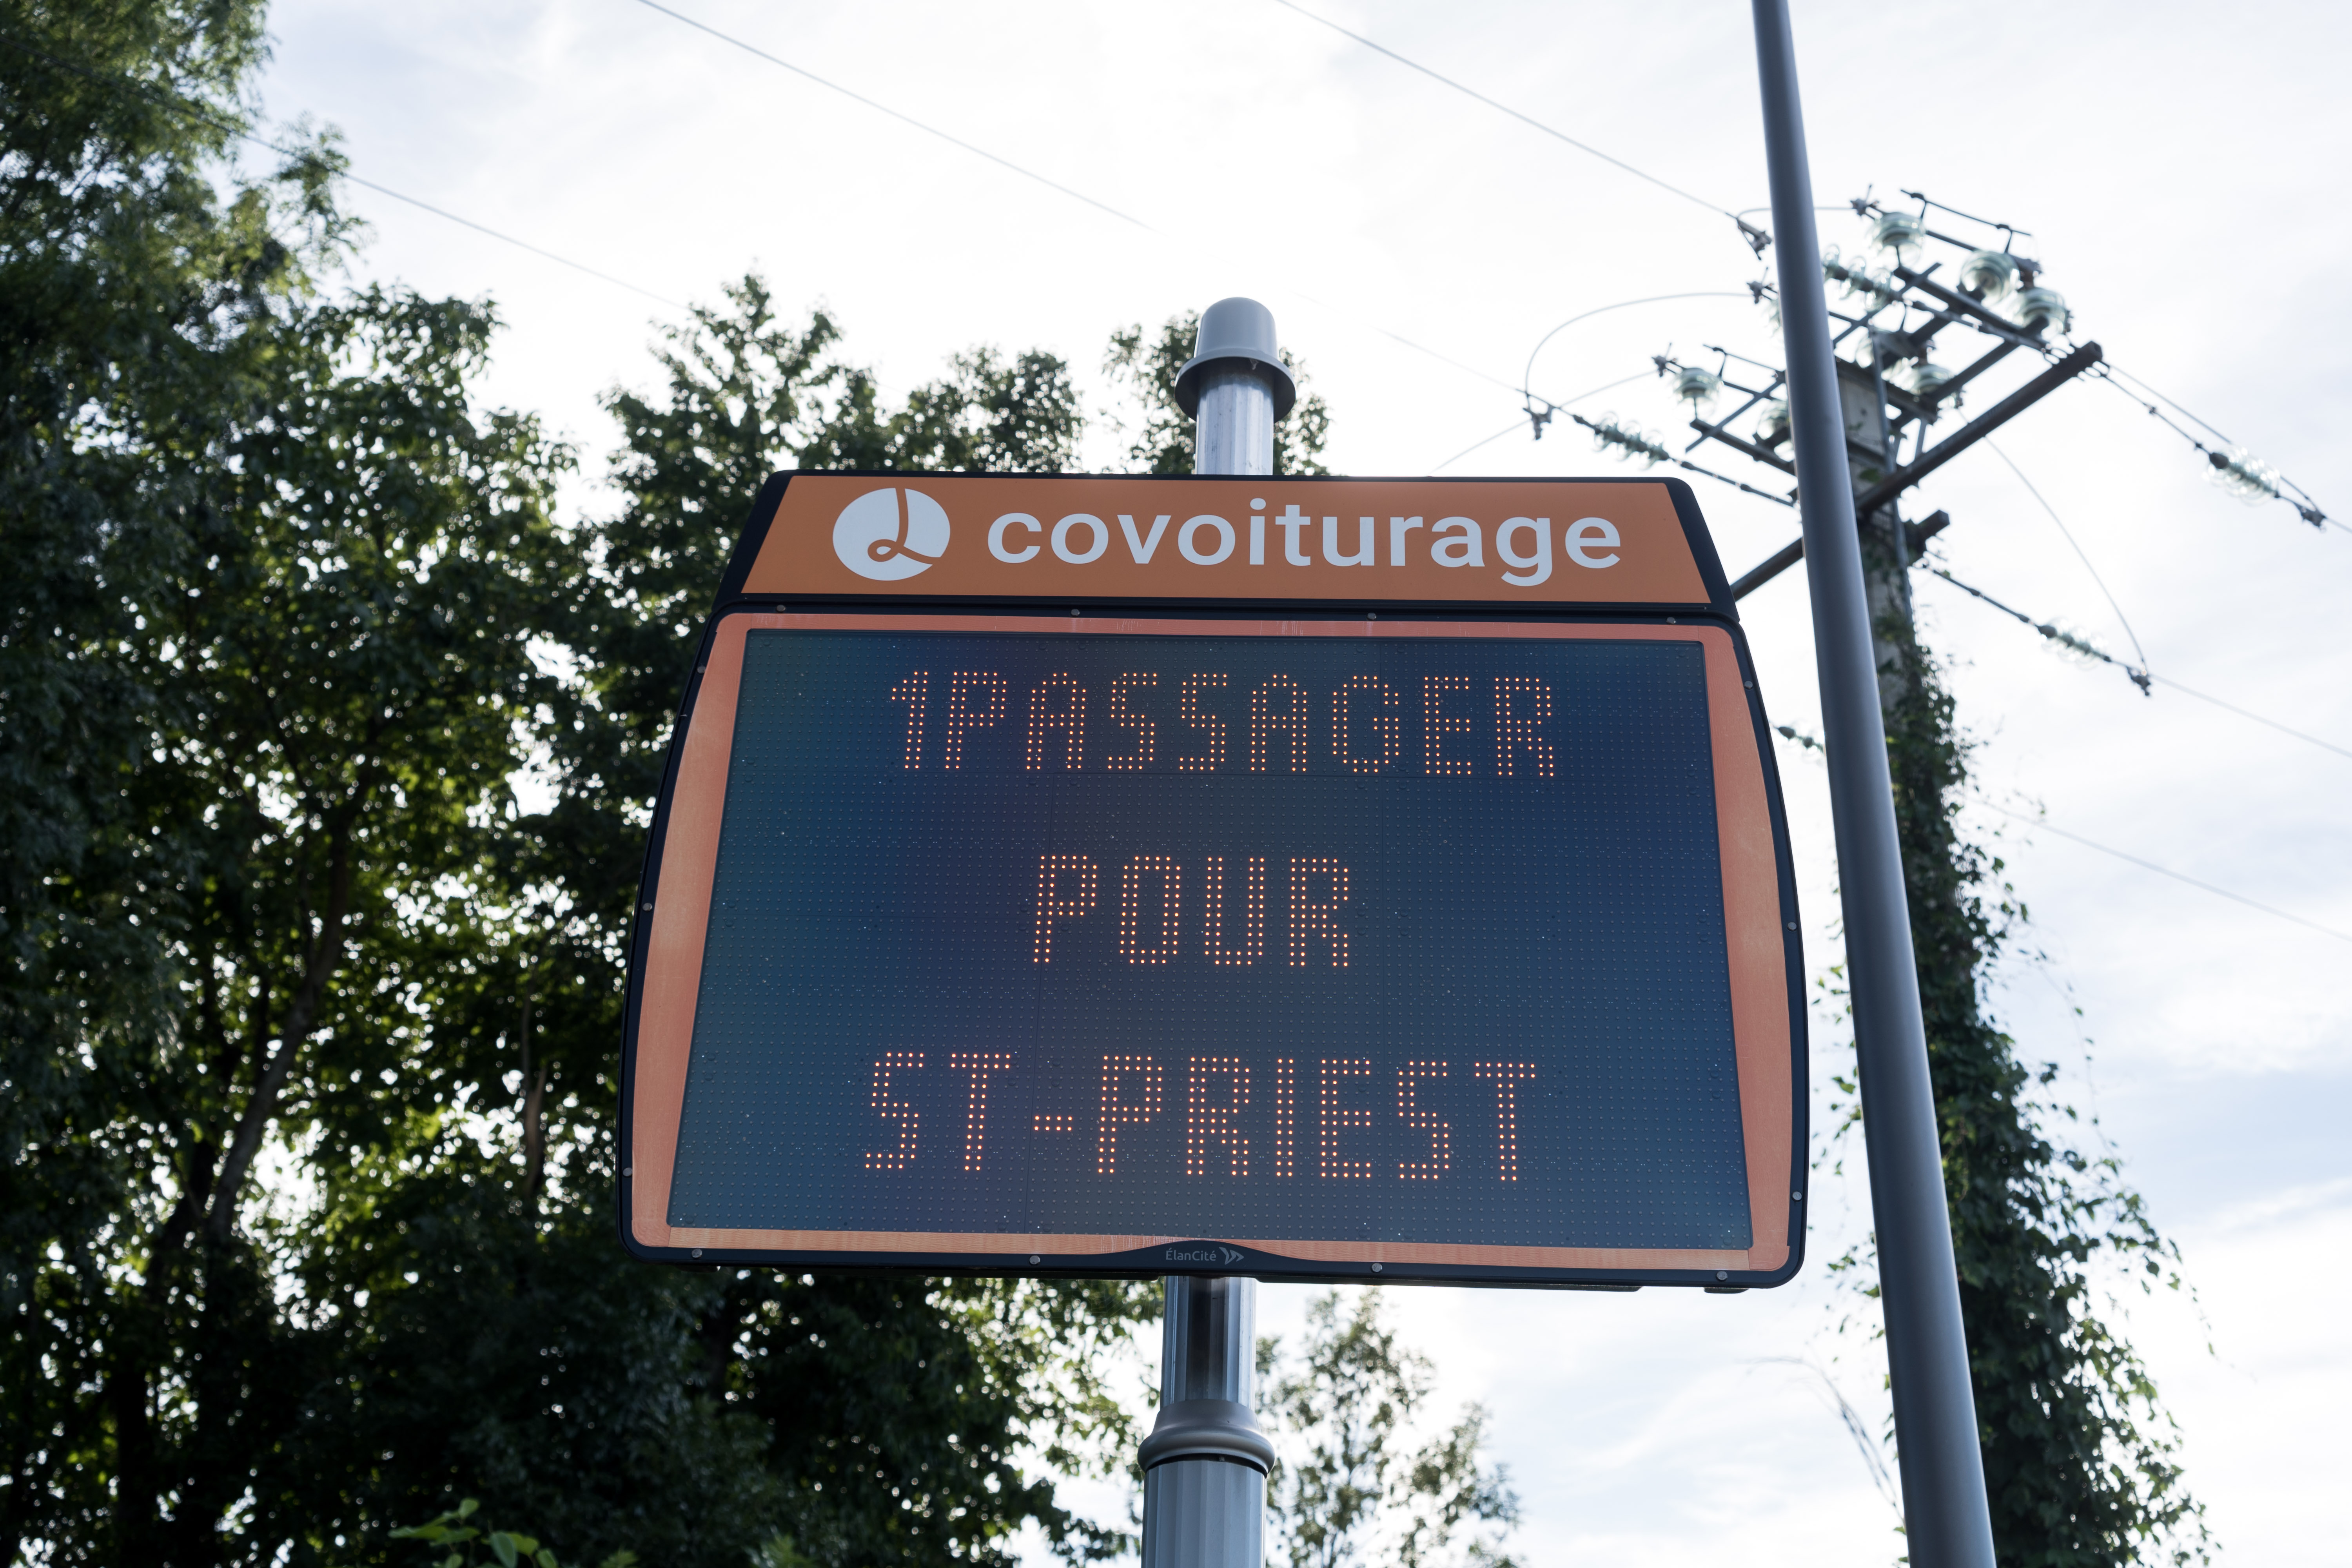 covoiturage
1PASSAGER
POUR
ST-PRIEST
ÉlanCité